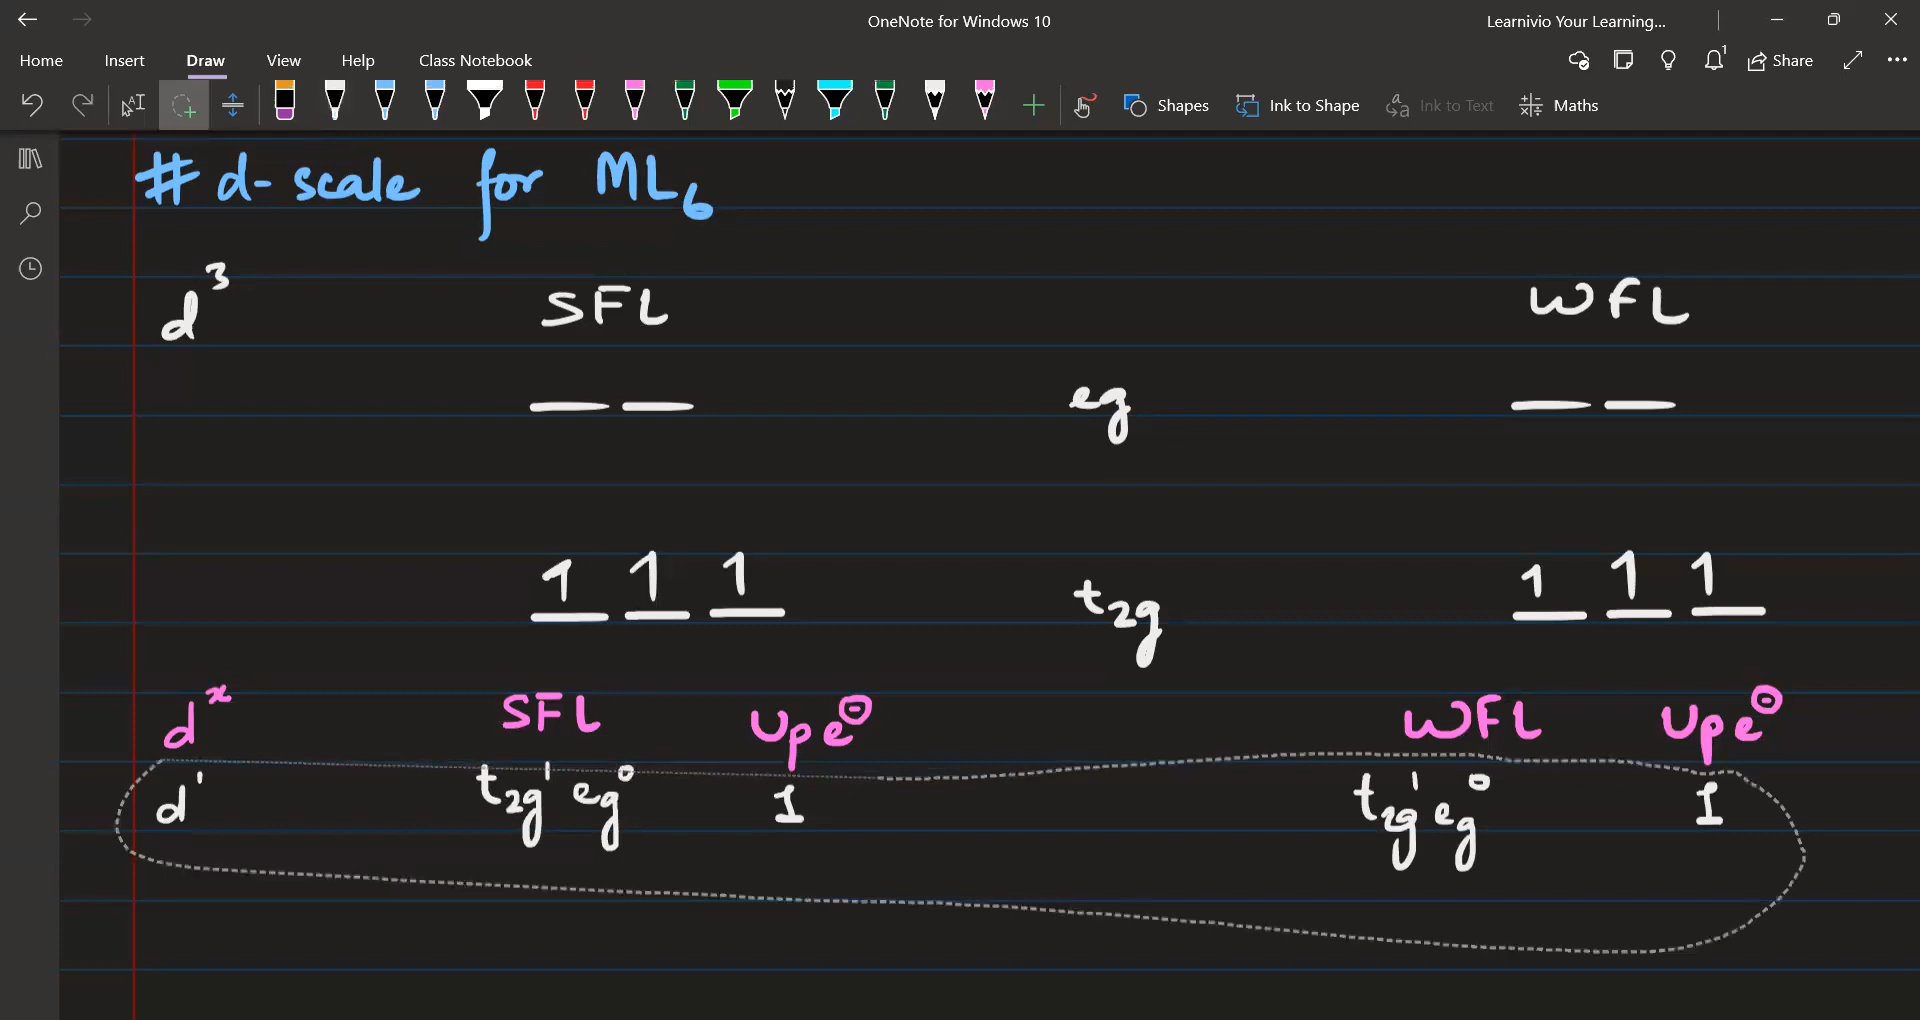 OneNote for Windows 10 Learnivio Your Learning...
Home Insert Draw View Help Class Notebook 1 Share
Shapes Ink to Shape Ink to Text Maths
# d-scale for ML₆
d³ SFL WFL
eg
1 1 1 t₂g 1 1 1
dˣ SFL Upe⊖ WFL Upe⊖
d¹ t₂g¹ eg⁰ 1 t₂g¹ eg⁰ 1